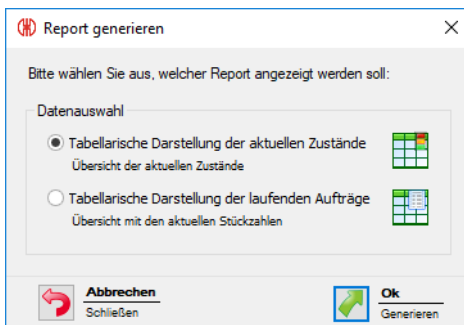 Report generieren
Bitte wählen Sie aus, welcher Report angezeigt werden soll:
Datenauswahl
Tabellarische Darstellung der aktuellen Zustände
Übersicht der aktuellen Zustände
Tabellarische Darstellung der laufenden Aufträge
Übersicht mit den aktuellen Stückzahlen
Abbrechen
Schließen
Ok
Generieren